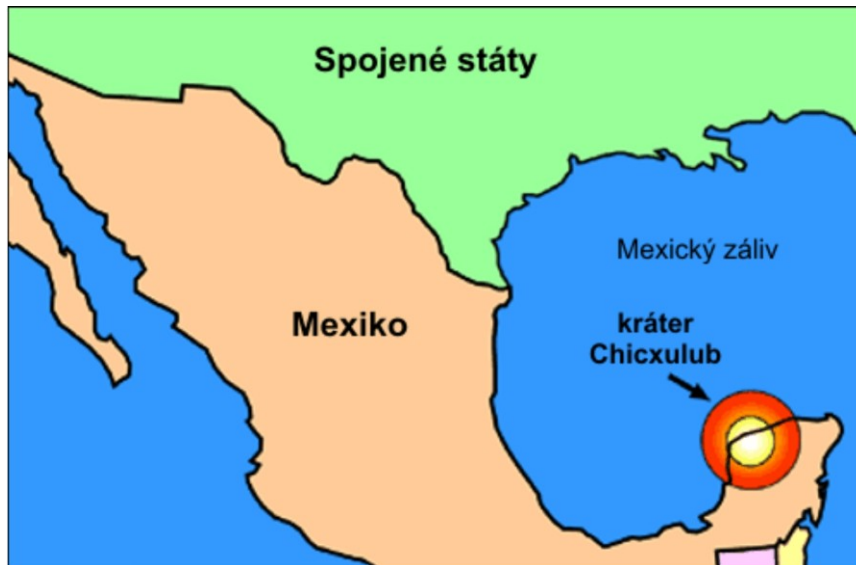 Spojené státy
Mexický záliv
Mexiko
kráter
Chicxulub